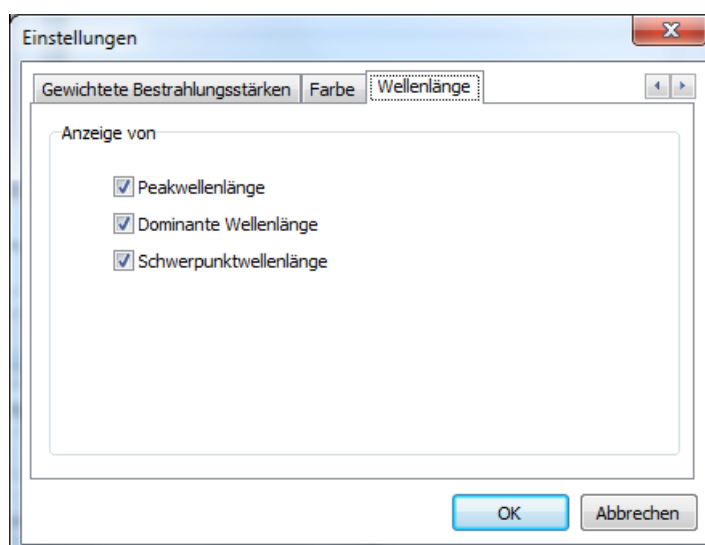 Einstellungen
Gewichtete Bestrahlungsstärken Farbe Wellenlänge
Anzeige von
Peakwellenlänge
Dominante Wellenlänge
Schwerpunktwellenlänge
OK Abbrechen